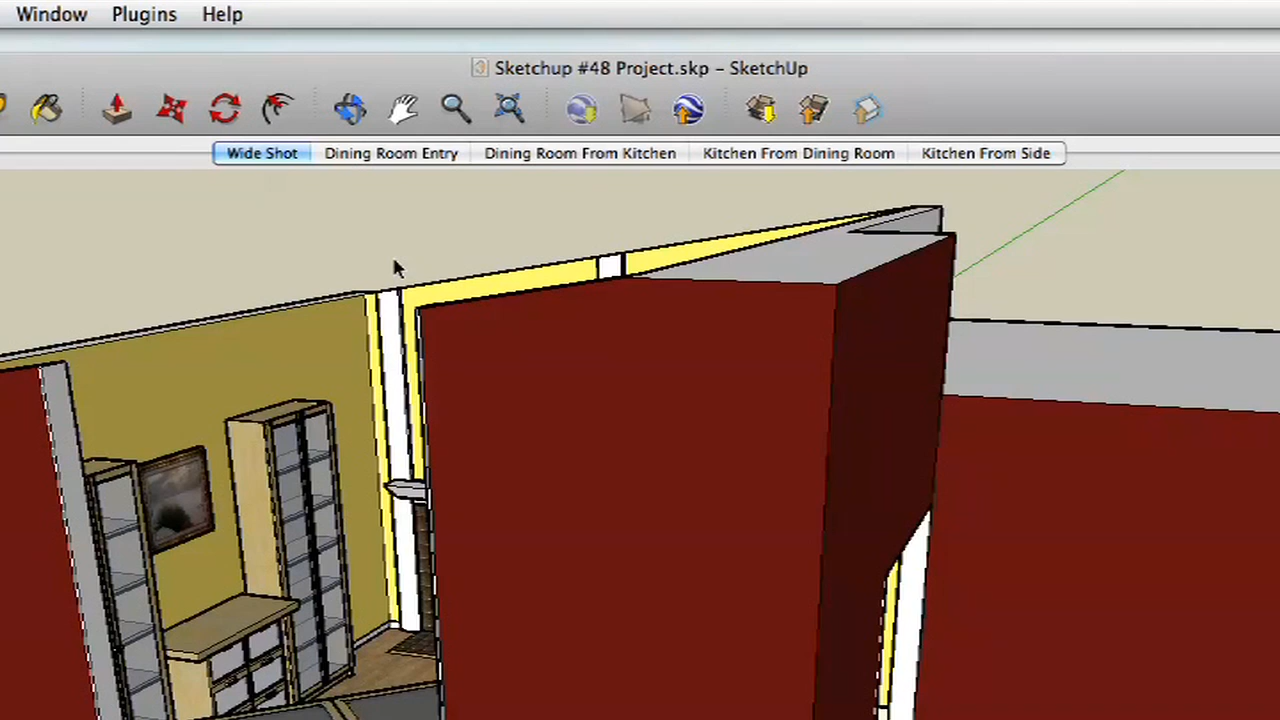 Window Plugins Help
Sketchup #48 Project.skp - SketchUp
Wide Shot Dining Room Entry Dining Room From Kitchen Kitchen From Dining Room Kitchen From Side